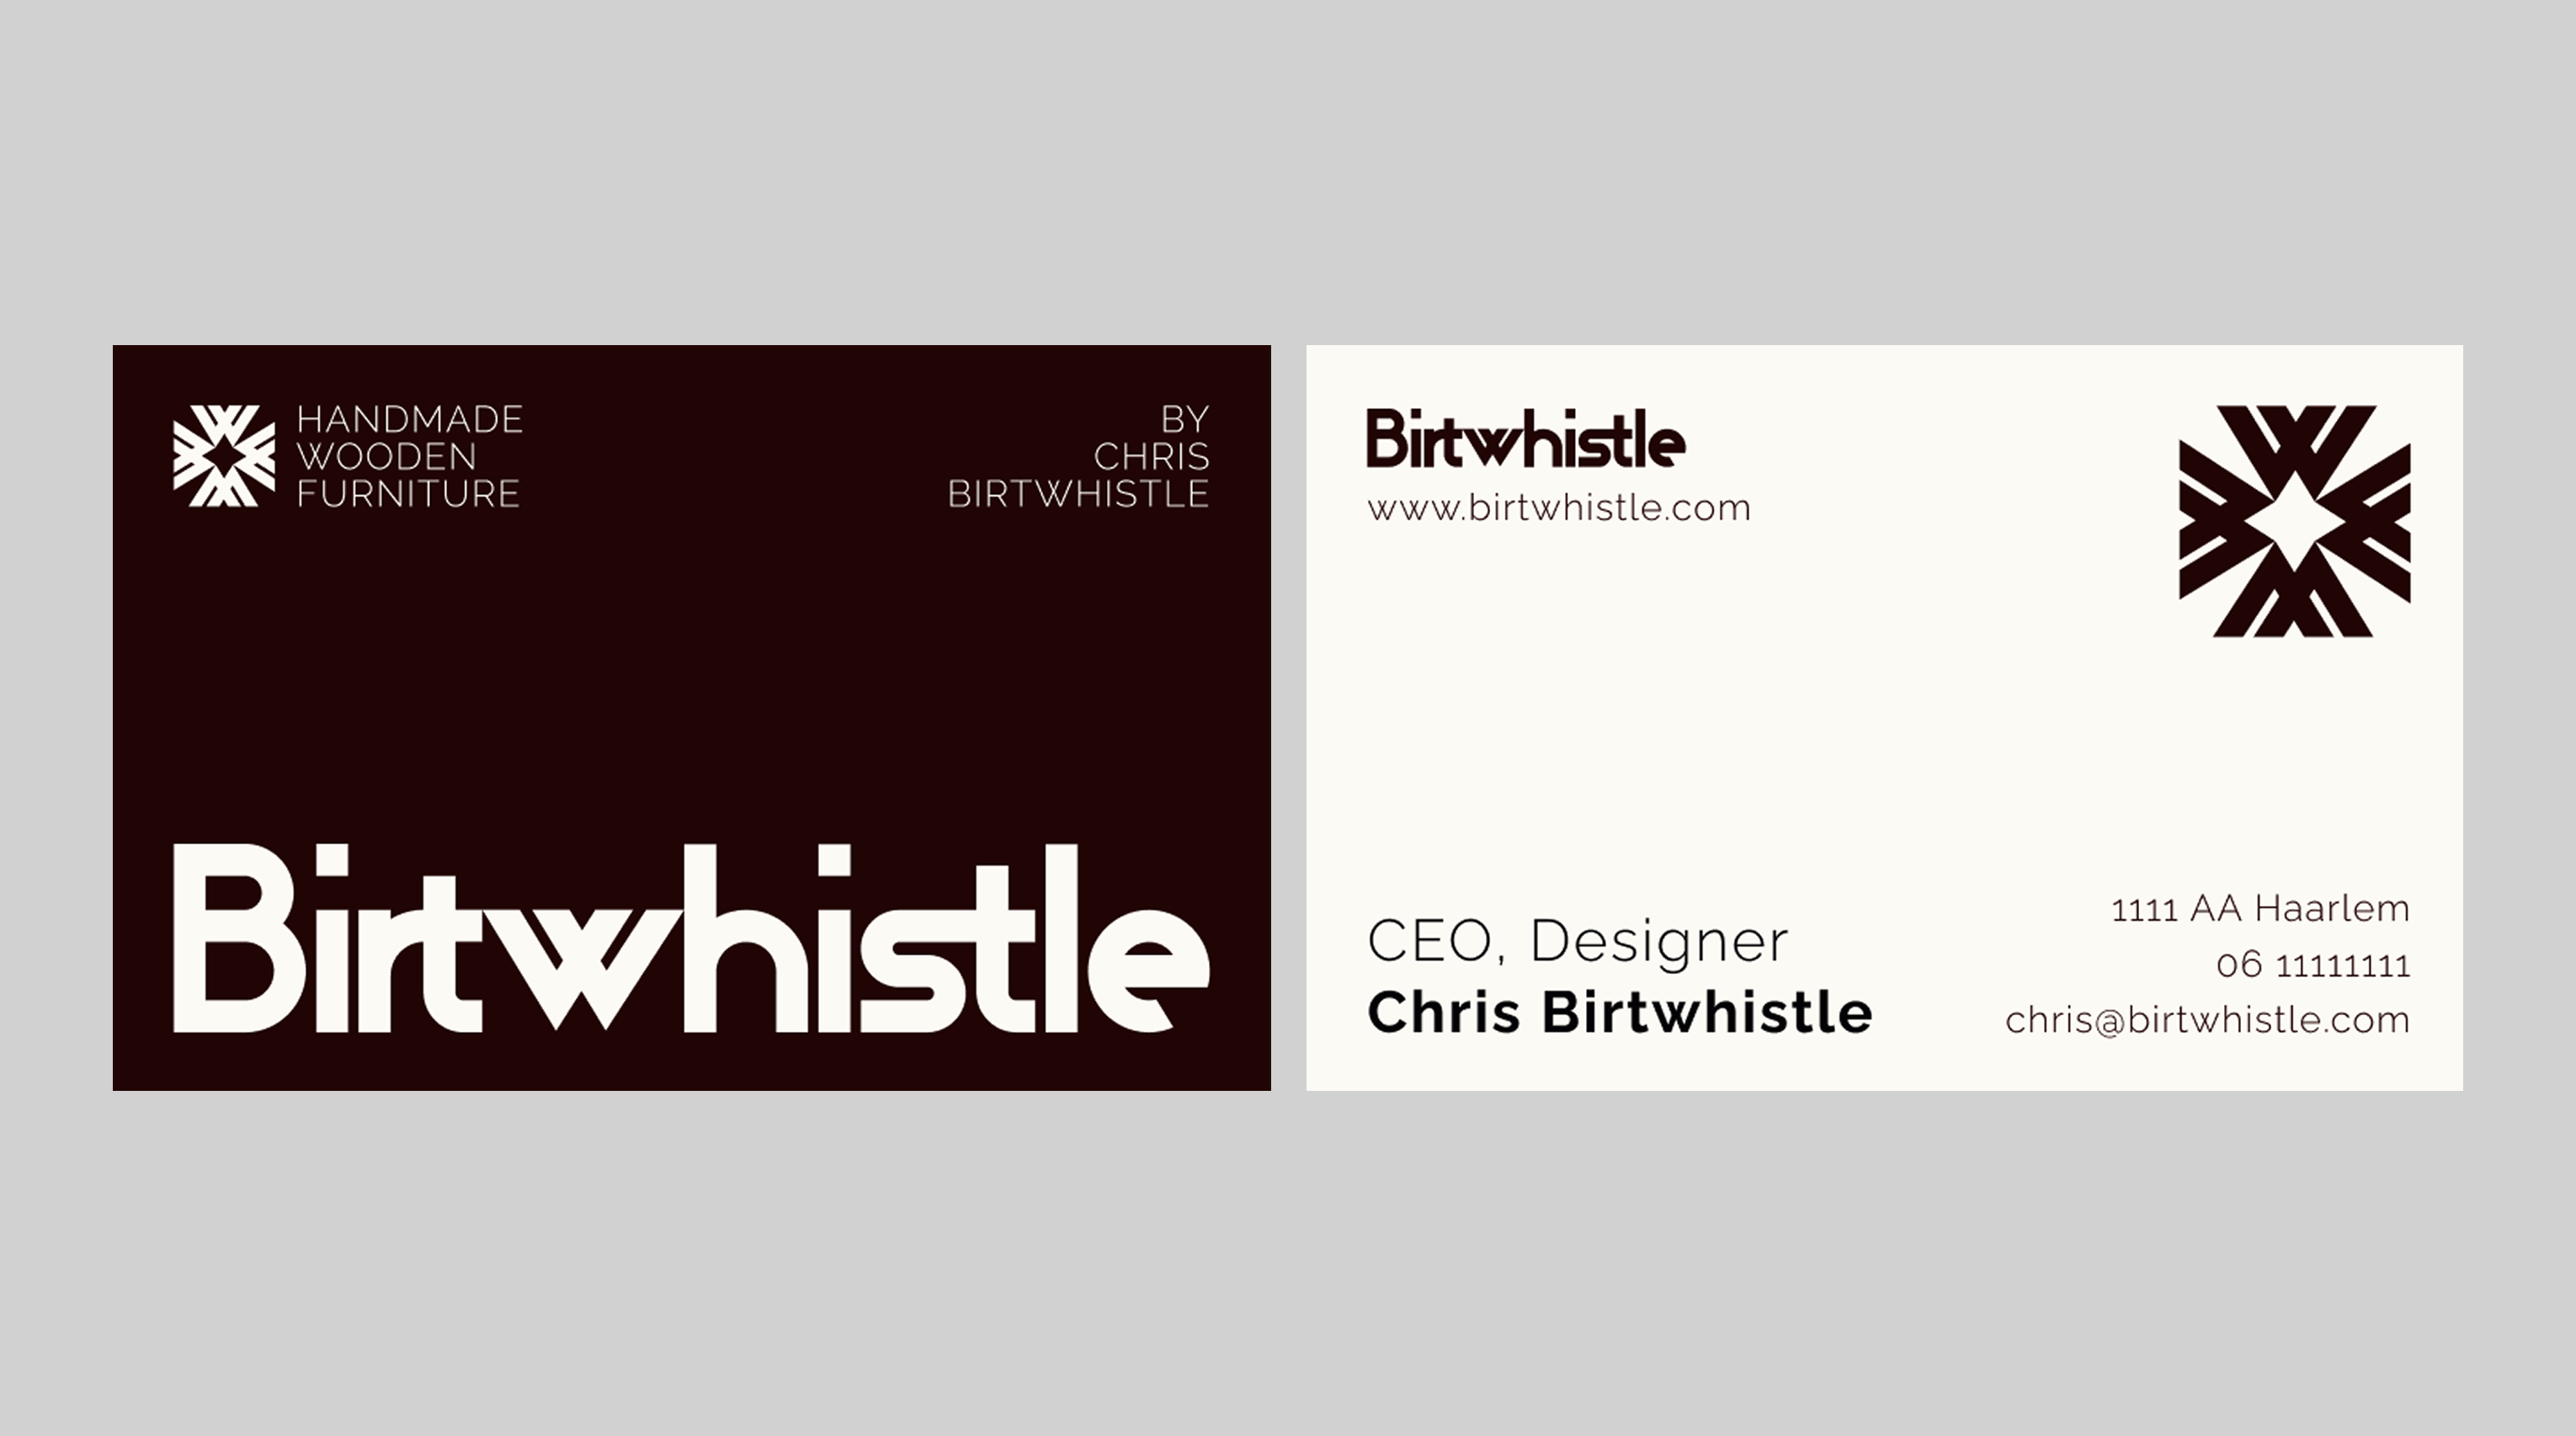 HANDMADE
WOODEN
FURNITURE
BY
CHRIS
BIRTWHISTLE
Birtwhistle
Birtwhistle
www.birtwhistle.com
CEO, Designer
Chris Birtwhistle
1111 AA Haarlem
06 11111111
chris@birtwhistle.com